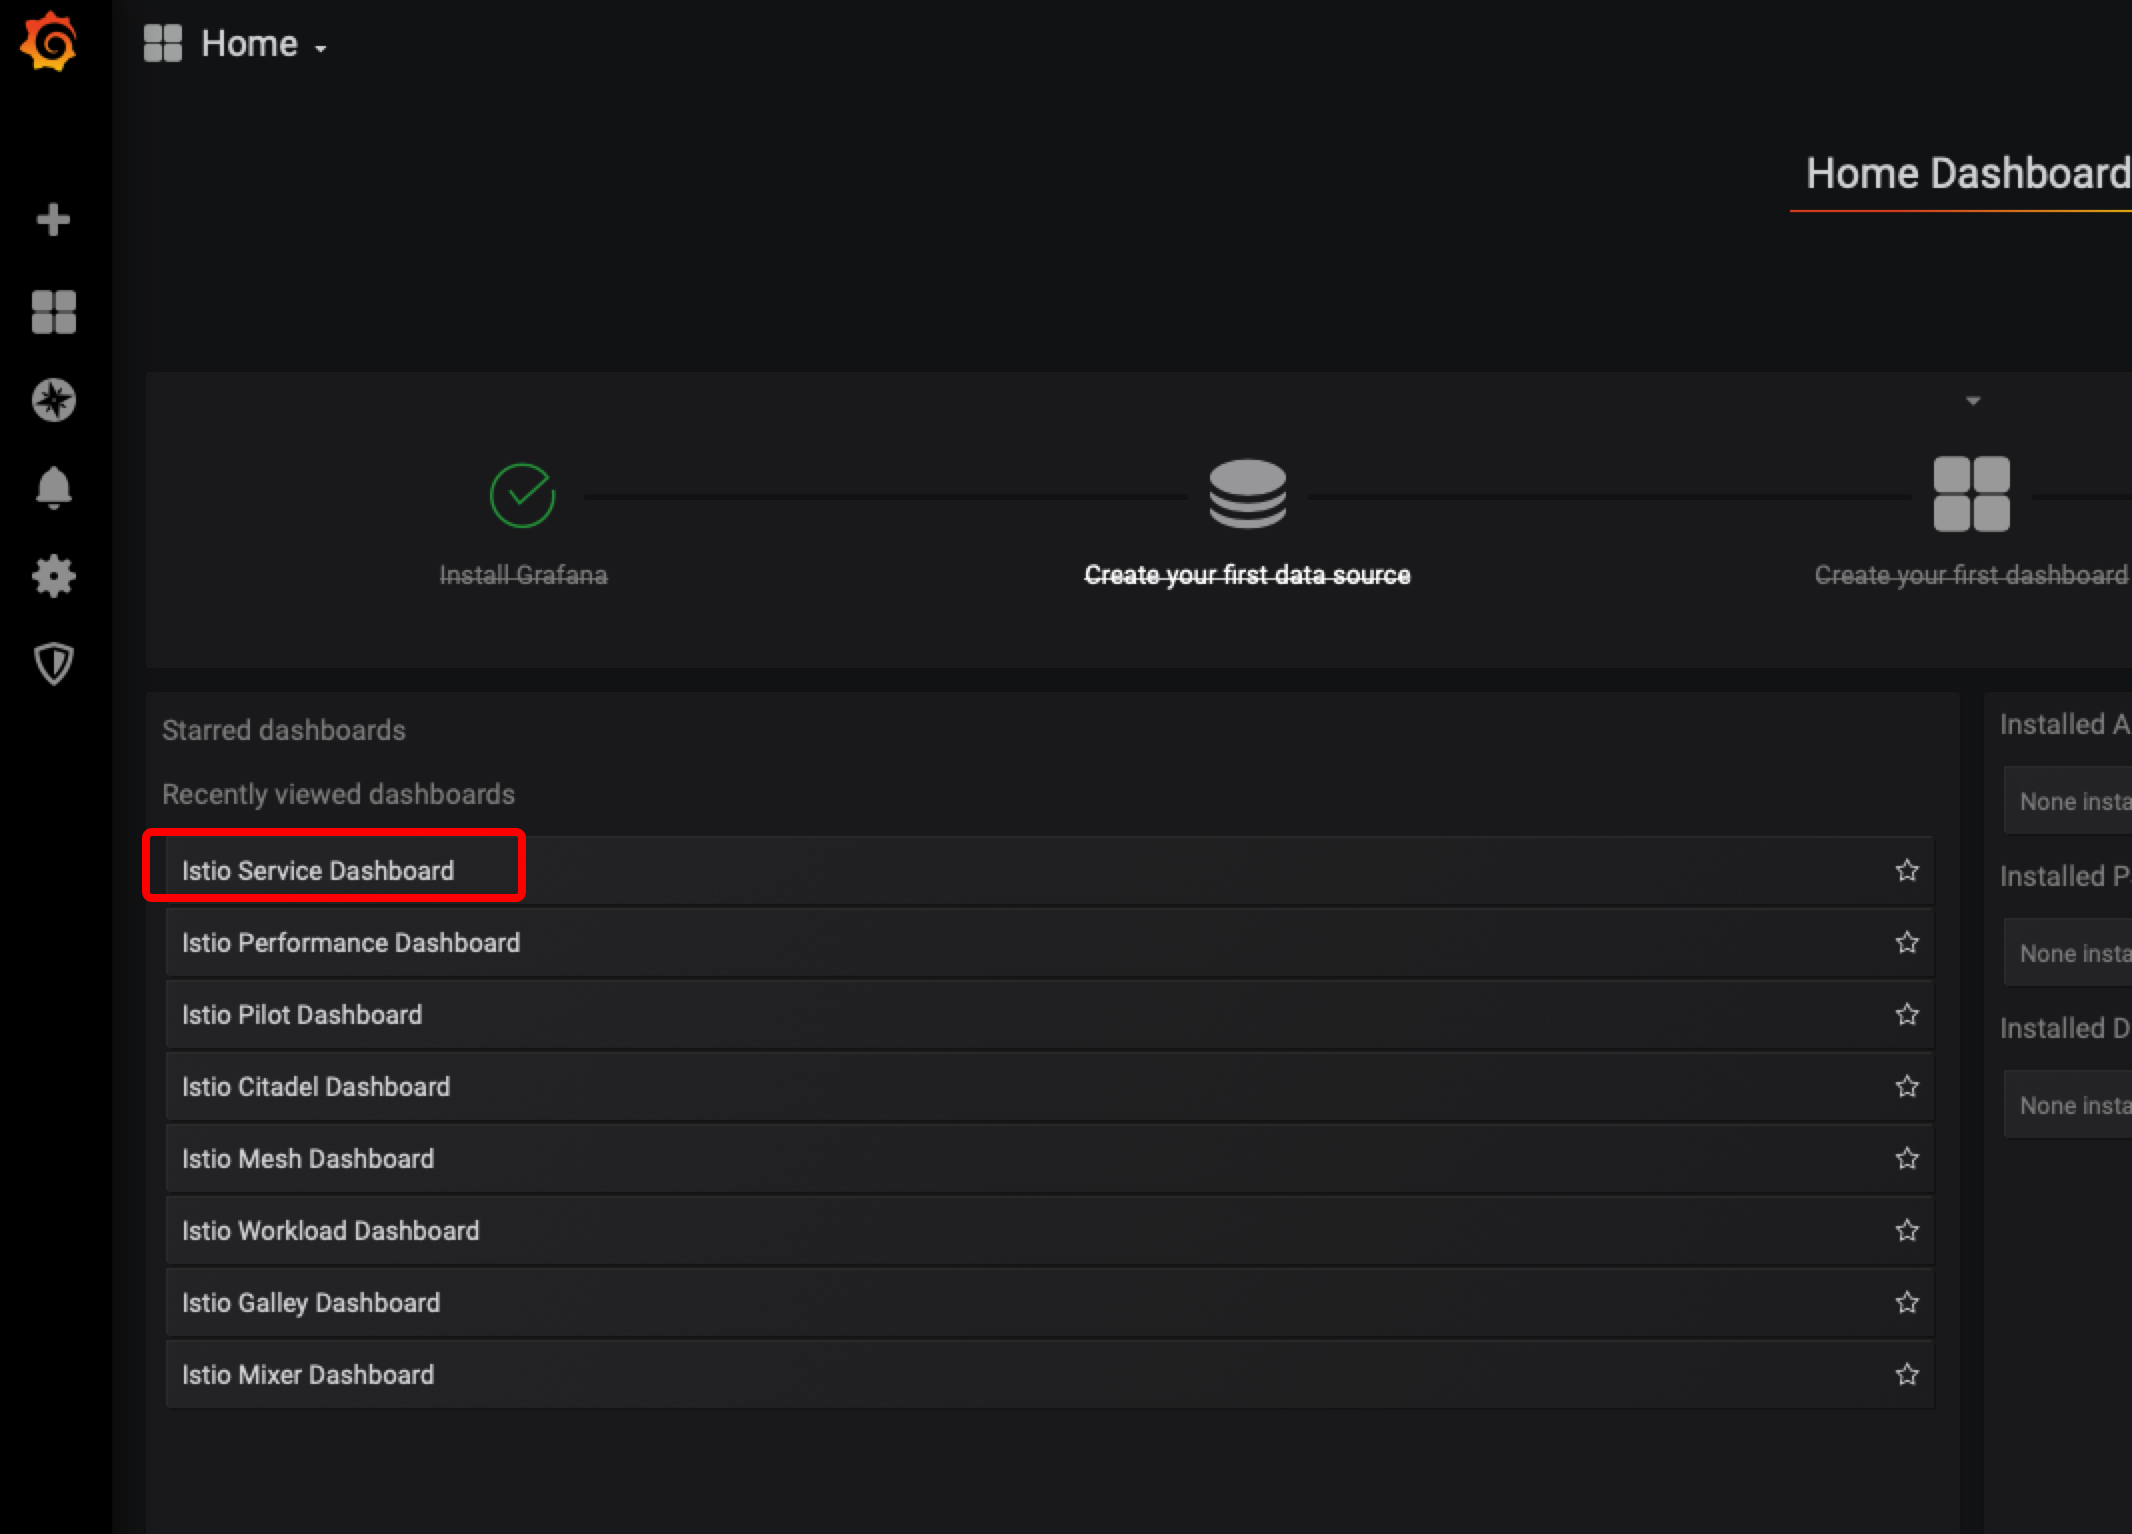 Home
Home Dashboard
Install Grafana
Create your first data source
Create your first dashboard
Starred dashboards
Recently viewed dashboards
Istio Service Dashboard
Istio Performance Dashboard
Istio Pilot Dashboard
Istio Citadel Dashboard
Istio Mesh Dashboard
Istio Workload Dashboard
Istio Galley Dashboard
Istio Mixer Dashboard
Installed A
None insta
Installed P
None insta
Installed D
None insta